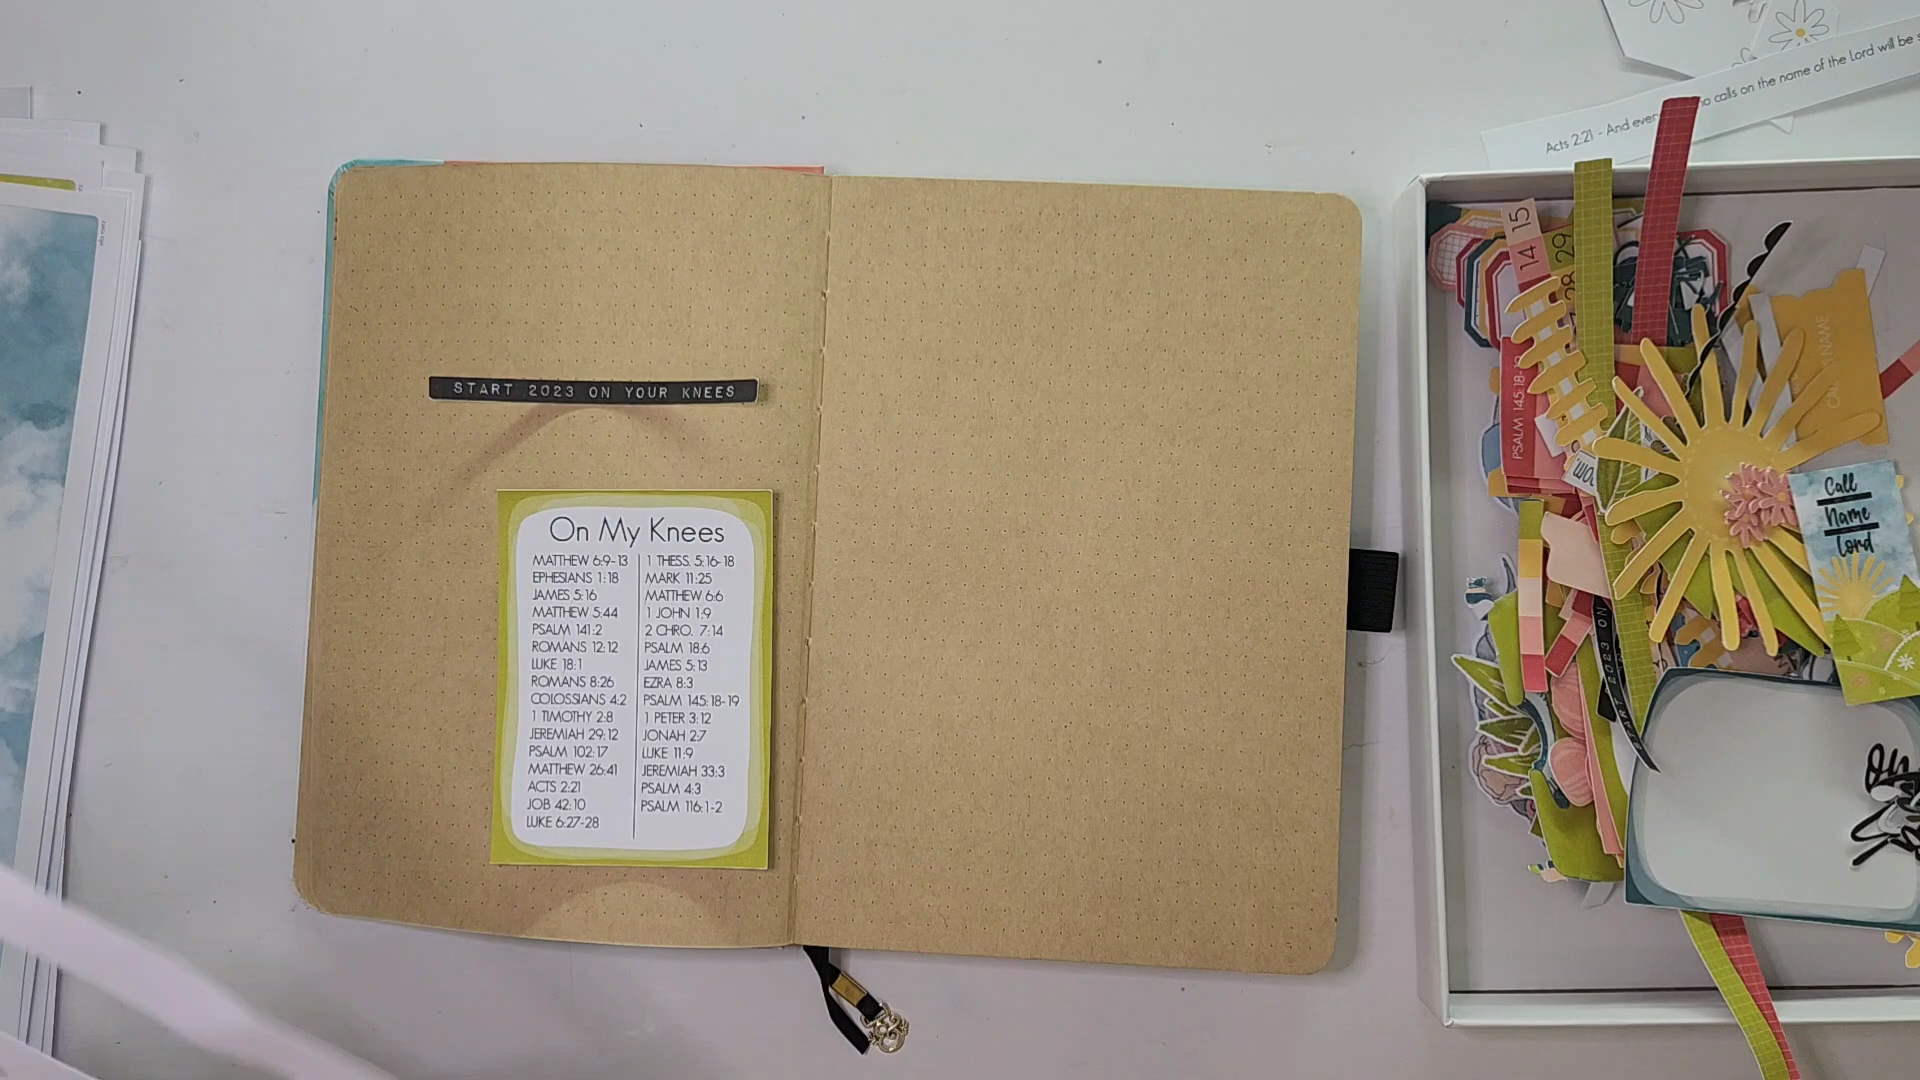 START 2023 ON YOUR KNEES
On My Knees
MATTHEW 6:9-13
EPHESIANS 1:18
JAMES 5:16
MATTHEW 5:44
PSALM 141:2
ROMANS 12:12
LUKE 18:1
ROMANS 8:26
COLOSSIANS 4:2
1 TIMOTHY 2:8
JEREMIAH 29:12
PSALM 102:17
MATTHEW 26:41
ACTS 2:21
JOB 42:10
LUKE 6:27-28
1 THESS. 5:16-18
MARK 11:25
MATTHEW 6:6
1 JOHN 1:9
2 CHRO. 7:14
PSALM 18:6
JAMES 5:13
EZRA 8:3
PSALM 145:18-19
1 PETER 3:12
JONAH 2:7
LUKE 11:9
JEREMIAH 33:3
PSALM 4:3
PSALM 116:1-2
Acts 2:21 - And ever
calls on the name of the Lord will be
14 15
28 29
PSALM 145:18-
NAME
Call
Name
Lord
2023 ON
on